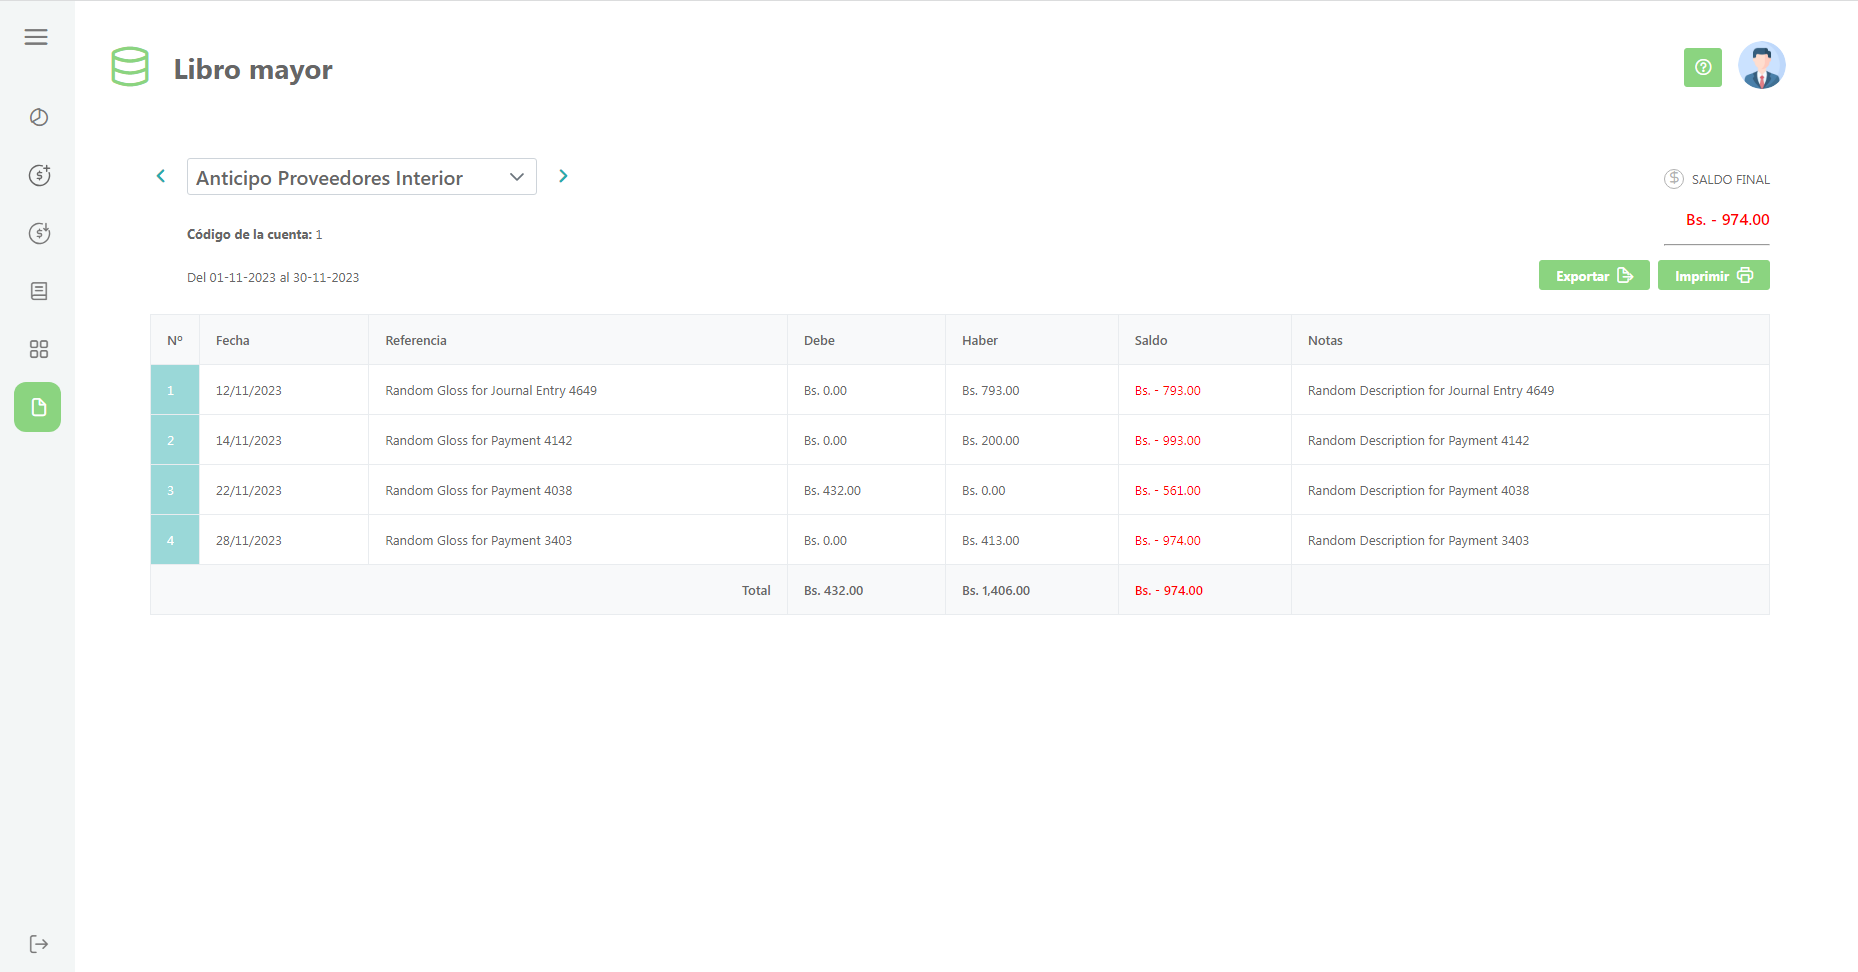 Libro mayor
Anticipo Proveedores Interior
SALDO FINAL
Bs. - 974.00
Código de la cuenta: 1
Del 01-11-2023 al 30-11-2023
Exportar Imprimir
Nº Fecha Referencia Debe Haber Saldo Notas
1 12/11/2023 Random Gloss for Journal Entry 4649 Bs. 0.00 Bs. 793.00 Bs. - 793.00 Random Description for Journal Entry 4649
2 14/11/2023 Random Gloss for Payment 4142 Bs. 0.00 Bs. 200.00 Bs. - 993.00 Random Description for Payment 4142
3 22/11/2023 Random Gloss for Payment 4038 Bs. 432.00 Bs. 0.00 Bs. - 561.00 Random Description for Payment 4038
4 28/11/2023 Random Gloss for Payment 3403 Bs. 0.00 Bs. 413.00 Bs. - 974.00 Random Description for Payment 3403
Total Bs. 432.00 Bs. 1,406.00 Bs. - 974.00